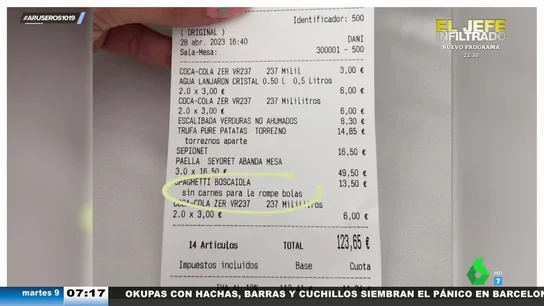 #ARUSEROS1019
Identificador: 500
( ORIGINAL )
28 abr. 2023 16:40
DANI
Sala-Mesa:
300001 - 500
COCA-COLA ZER VR237 237 Milil 3,00 €
AGUA LANJARON CRISTAL 0.50 L 0,5 Litros
2.0 x 3,00 € 6,00 €
COCA-COLA ZER VR237 237 Mililitros
2.0 x 3,00 € 6,00 €
ESCALIBADA VERDURAS NO AHUMADOS 8,30 €
TRUFA PURE PATATAS TORREZNO 14,85 €
torreznos aparte
SEPIONET 16,50 €
PAELLA SEYORET ABANDA MESA
3.0 x 16,50 € 49,50 €
SPAGHETTI BOSCAIOLA 13,50 €
sin carnes para la rompe bolas
COCA-COLA ZER VR237 237 Mililitros
2.0 x 3,00 € 6,00 €
14 Artículos TOTAL 123,65 €
Impuestos incluidos Base Cuota
EL JEFE
INFILTRADO
NUEVO PROGRAMA
22:30
7
martes 9 07:17 OKUPAS CON HACHAS, BARRAS Y CUCHILLOS SIEMBRAN EL PÁNICO EN BARCELON